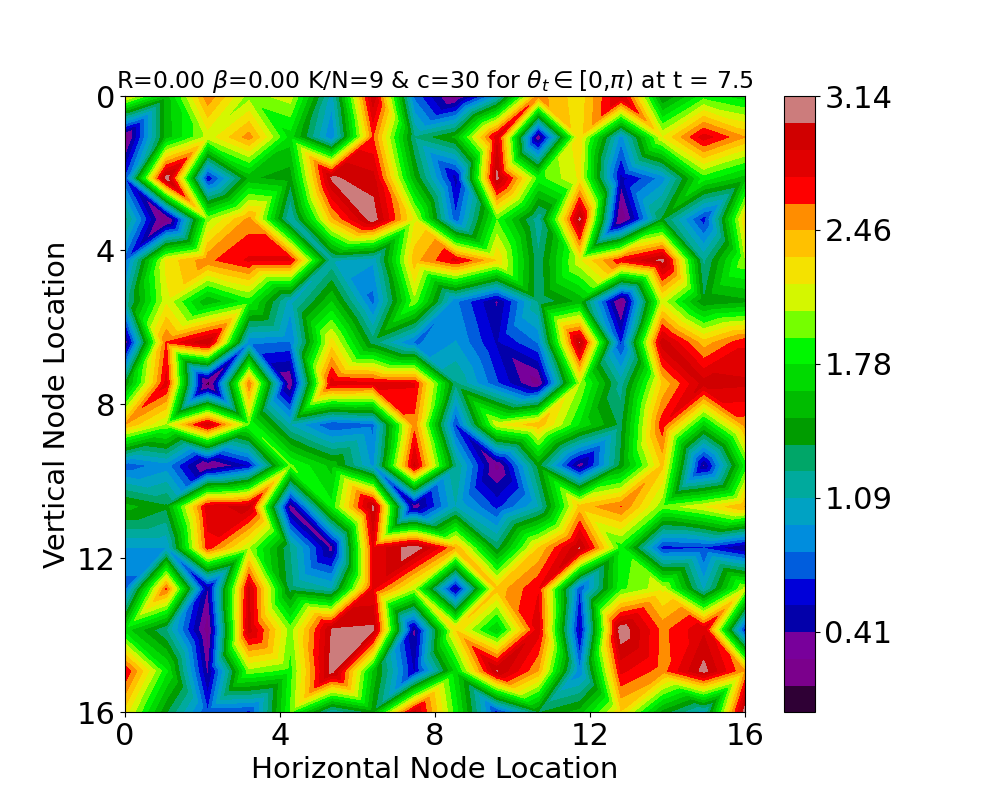 R=0.00 β=0.00 K/N=9 & c=30 for θₜ ∈ [0,π) at t = 7.5
0
4
8
12
16
Vertical Node Location
0 4 8 12 16
Horizontal Node Location
3.14
2.46
1.78
1.09
0.41